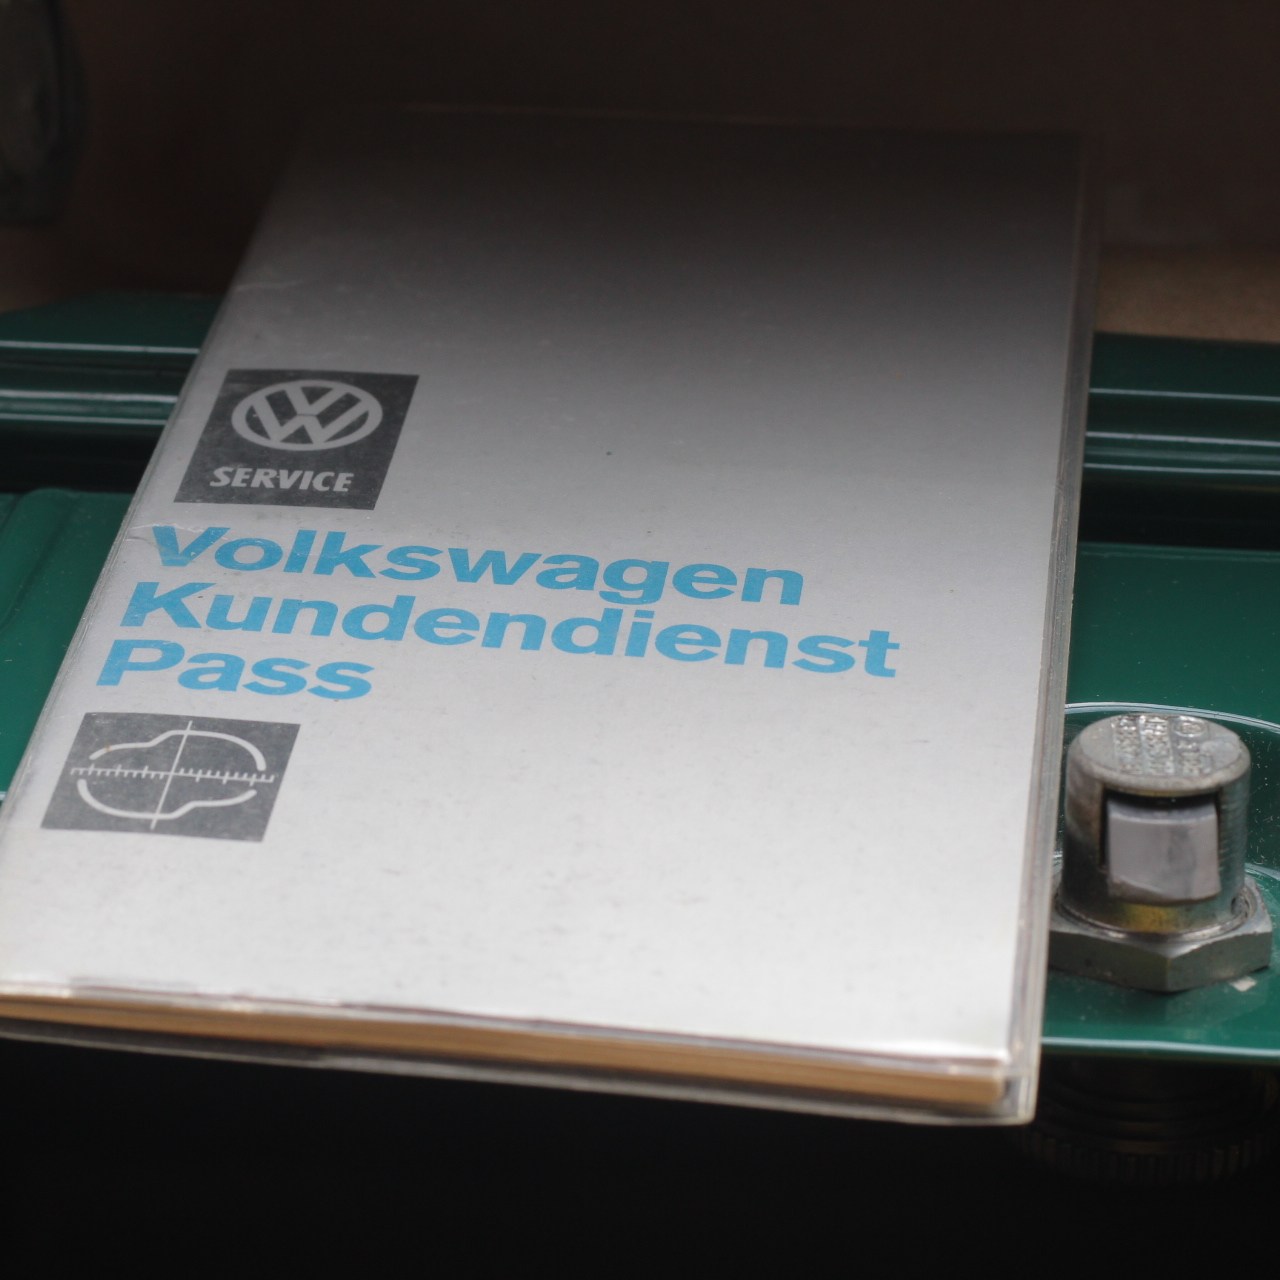 SERVICE
Volkswagen
Kundendienst
Pass